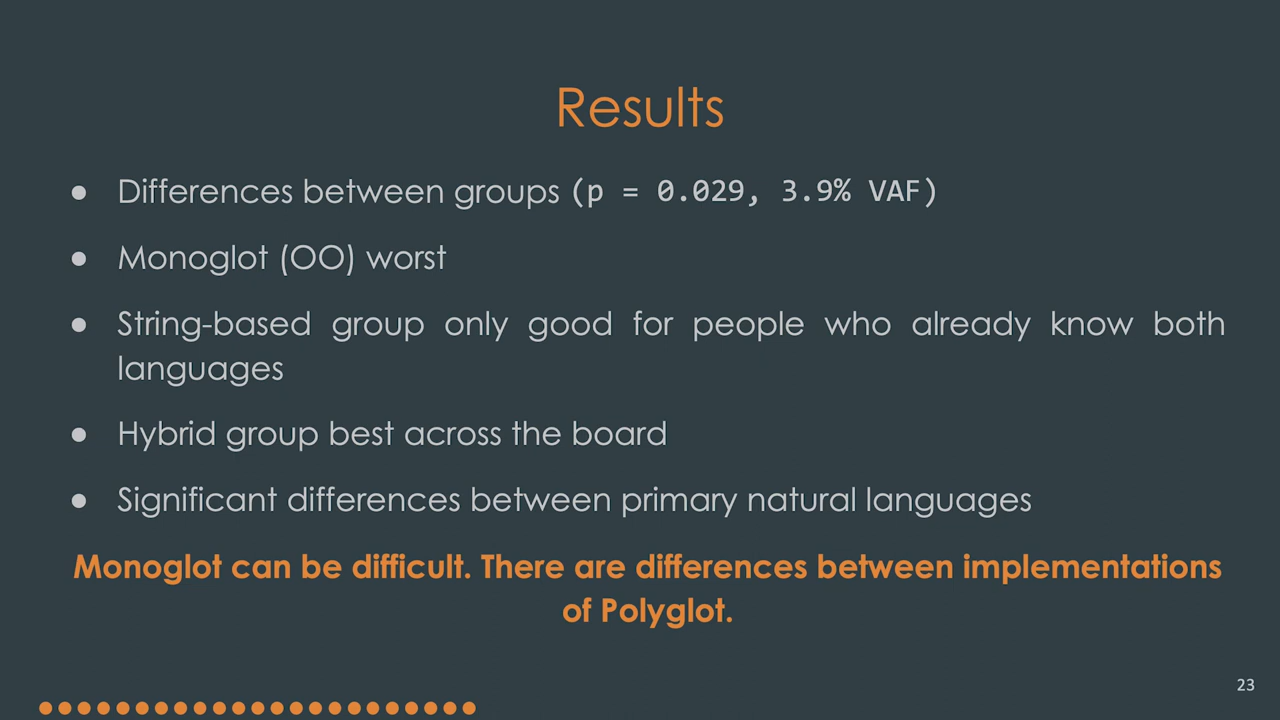 Results
● Differences between groups (p = 0.029, 3.9% VAF)
● Monoglot (OO) worst
● String-based group only good for people who already know both
languages
● Hybrid group best across the board
● Significant differences between primary natural languages
Monoglot can be difficult. There are differences between implementations
of Polyglot.
23